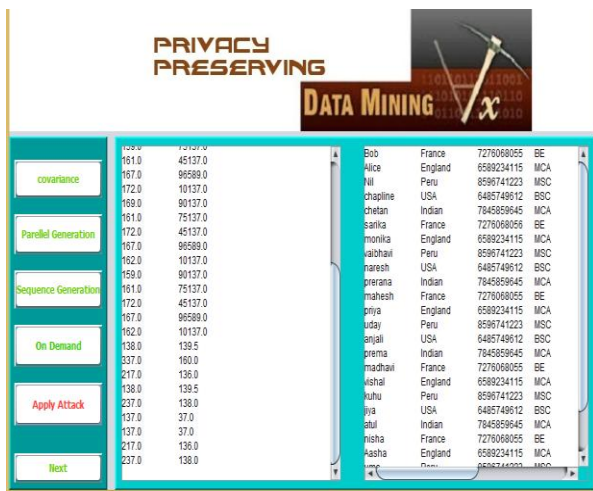 PRIVACY
PRESERVING
DATA MINING
x
covariance
Parellel Generation
Sequence Generation
On Demand
Apply Attack
Next
159.0 75137.0
161.0 45137.0
167.0 96589.0
172.0 10137.0
169.0 90137.0
161.0 75137.0
172.0 45137.0
167.0 96589.0
162.0 10137.0
159.0 90137.0
161.0 75137.0
172.0 45137.0
167.0 96589.0
162.0 10137.0
138.0 139.5
337.0 160.0
217.0 136.0
138.0 139.5
237.0 138.0
137.0 37.0
137.0 37.0
217.0 136.0
237.0 138.0
Bob France 7276068055 BE
Alice England 6589234115 MCA
Nil Peru 8596741223 MSC
chapline USA 6485749612 BSC
chetan Indian 7845859645 MCA
sarika France 7276068056 BE
monika England 6589234115 MCA
vaibhavi Peru 8596741223 MSC
naresh USA 6485749612 BSC
prerana Indian 7845859645 MCA
mahesh France 7276068055 BE
priya England 6589234115 MCA
uday Peru 8596741223 MSC
anjali USA 6485749612 BSC
prema Indian 7845859645 MCA
madhavi France 7276068055 BE
vishal England 6589234115 MCA
kuhu Peru 8596741223 MSC
jiya USA 6485749612 BSC
atul Indian 7845859645 MCA
nisha France 7276068055 BE
Aasha England 6589234115 MCA